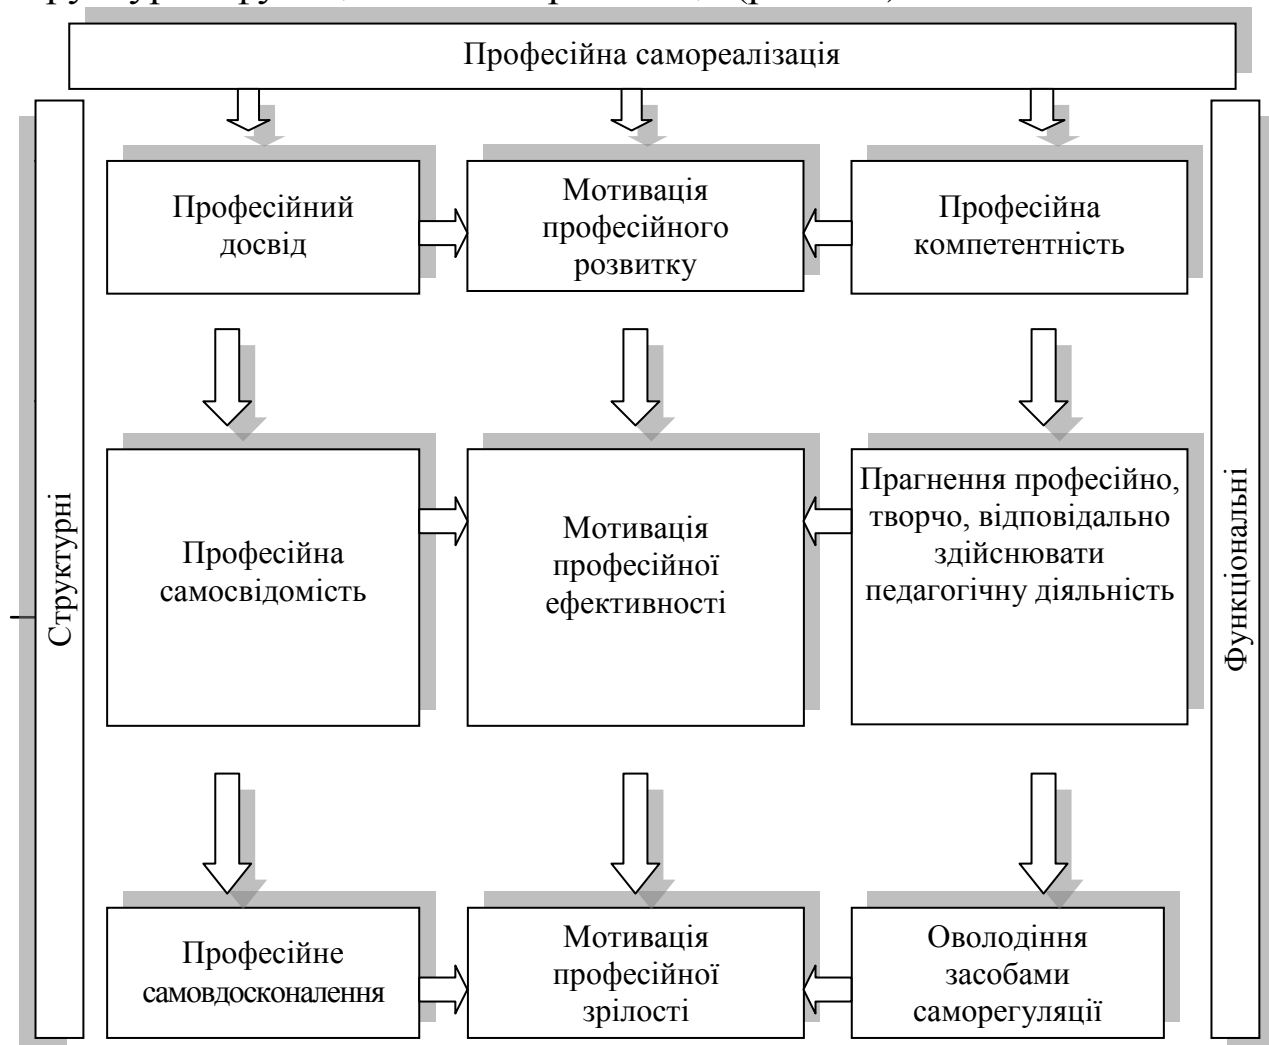 Професійна самореалізація
Професійний
досвід
Мотивація
професійного
розвитку
Професійна
компетентність
Структурні
Функціональні
Професійна
самосвідомість
Мотивація
професійної
ефективності
Прагнення професійно,
творчо, відповідально
здійснювати
педагогічну діяльність
Професійне
самовдосконалення
Мотивація
професійної
зрілості
Оволодіння
засобами
саморегуляції